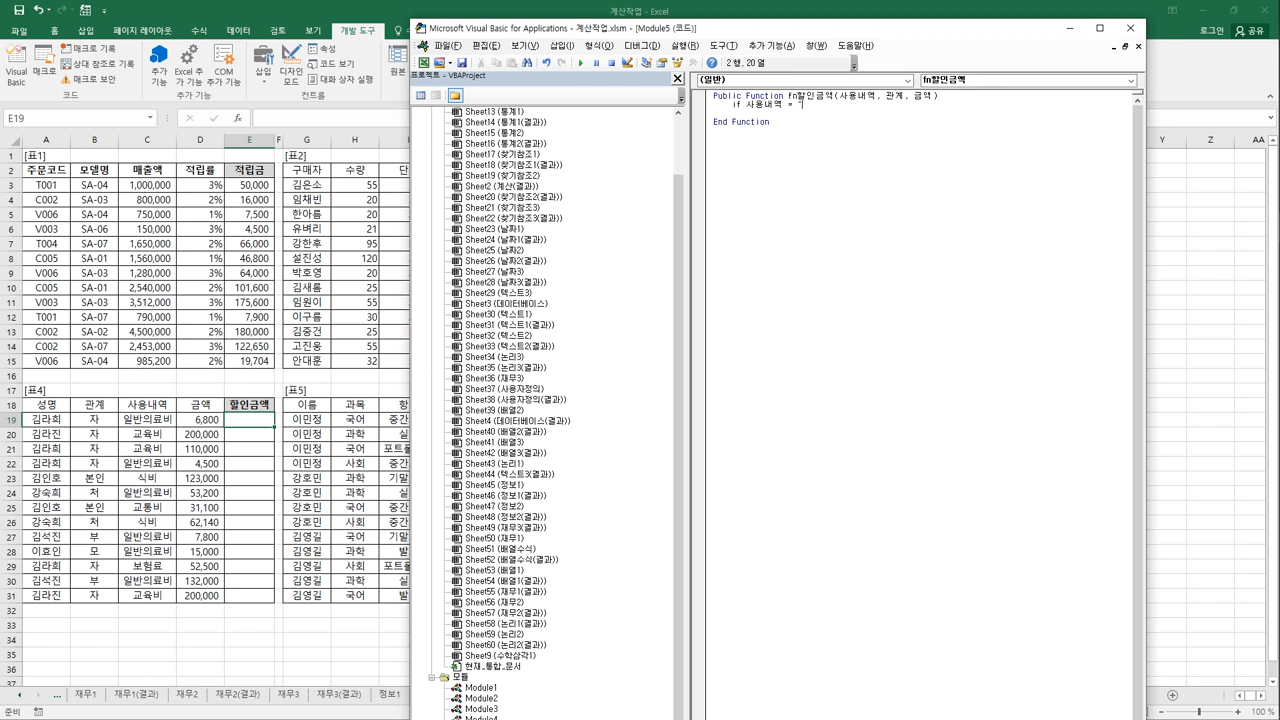 계산작업 - Excel
파일 홈 삽입 페이지 레이아웃 수식 데이터 검토 보기 개발 도구
로그인 공유
Visual Basic 매크로 매크로 기록 상대 참조로 기록 매크로 보안
추가 기능 Excel 추가 기능 COM 추가 기능 삽입 디자인 모드 속성 코드 보기 대화 상자 실행 원본
코드 추가 기능 컨트롤
E19 fx
A B C D E F G H
Y Z AA
[표1] [표2]
주문코드 모델명 매출액 적립률 적립금 구매자 수량 단
T001 SA-04 1,000,000 3% 50,000 김은소 55
C002 SA-03 800,000 2% 16,000 임채빈 20
V006 SA-04 750,000 1% 7,500 한아름 20
V003 SA-06 150,000 3% 4,500 유벼리 21
T004 SA-07 1,650,000 2% 66,000 강한후 95
C005 SA-01 1,560,000 1% 46,800 설진성 120
V006 SA-03 1,280,000 3% 64,000 박호영 20
C005 SA-01 2,540,000 2% 101,600 김새롬 25
V003 SA-06 3,512,000 3% 175,600 임원이 55
T001 SA-07 790,000 1% 7,900 이구름 30
C002 SA-02 4,500,000 2% 180,000 김중건 25
C002 SA-07 2,453,000 3% 122,650 고진웅 55
V006 SA-04 985,200 2% 19,704 안대훈 32
[표4] [표5]
성명 관계 사용내역 금액 할인금액 이름 과목 항
김라희 자 일반의료비 6,800 이민정 국어 중간
김라진 자 교육비 200,000 이민정 과학 실
김라희 자 교육비 110,000 이민정 국어 포트폴
김라희 자 일반의료비 4,500 이민정 사회 중간
김인호 본인 식비 123,000 강호민 과학 기말
강숙희 처 일반의료비 53,200 강호민 과학 실
김인호 본인 교통비 31,100 강호민 국어 중간
강숙희 처 식비 62,140 강호민 사회 중간
김석진 부 일반의료비 7,800 김영길 국어 기말
이효인 모 일반의료비 15,000 김영길 과학 발
김라희 자 보험료 52,500 김영길 사회 포트폴
김석진 부 일반의료비 132,000 김영길 과학 실
김라진 자 교육비 200,000 김영길 국어 발
... 재무1 재무1(결과) 재무2 재무2(결과) 재무3 재무3(결과) 정보1
준비
100 %
Microsoft Visual Basic for Applications - 계산작업.xlsm - [Module5 (코드)]
파일(F) 편집(E) 보기(V) 삽입(I) 형식(O) 디버그(D) 실행(R) 도구(T) 추가 기능(A) 창(W) 도움말(H)
2 행, 20 열
프로젝트 - VBAProject
Sheet13 (통계1)
Sheet14 (통계1(결과))
Sheet15 (통계2)
Sheet16 (통계2(결과))
Sheet17 (찾기참조1)
Sheet18 (찾기참조1(결과))
Sheet19 (찾기참조2)
Sheet2 (계산(결과))
Sheet20 (찾기참조2(결과))
Sheet21 (찾기참조3)
Sheet22 (찾기참조3(결과))
Sheet23 (날짜1)
Sheet24 (날짜1(결과))
Sheet25 (날짜2)
Sheet26 (날짜2(결과))
Sheet27 (날짜3)
Sheet28 (날짜3(결과))
Sheet29 (텍스트3)
Sheet3 (데이터베이스)
Sheet30 (텍스트1)
Sheet31 (텍스트1(결과))
Sheet32 (텍스트2)
Sheet33 (텍스트2(결과))
Sheet34 (논리3)
Sheet35 (논리3(결과))
Sheet36 (재무3)
Sheet37 (사용자정의)
Sheet38 (사용자정의(결과))
Sheet39 (배열2)
Sheet4 (데이터베이스(결과))
Sheet40 (배열2(결과))
Sheet41 (배열3)
Sheet42 (배열3(결과))
Sheet43 (논리1)
Sheet44 (텍스트3(결과))
Sheet45 (정보1)
Sheet46 (정보1(결과))
Sheet47 (정보2)
Sheet48 (정보2(결과))
Sheet49 (재무3(결과))
Sheet50 (재무1)
Sheet51 (배열수식)
Sheet52 (배열수식(결과))
Sheet53 (배열1)
Sheet54 (배열1(결과))
Sheet55 (재무1(결과))
Sheet56 (재무2)
Sheet57 (재무2(결과))
Sheet58 (논리1(결과))
Sheet59 (논리2)
Sheet60 (논리2(결과))
Sheet9 (수학삼각1)
현재_통합_문서
모듈
Module1
Module2
Module3
Module4
(일반) fn할인금액
Public Function fn할인금액(사용내역, 관계, 금액)
if 사용내역 = "
End Function